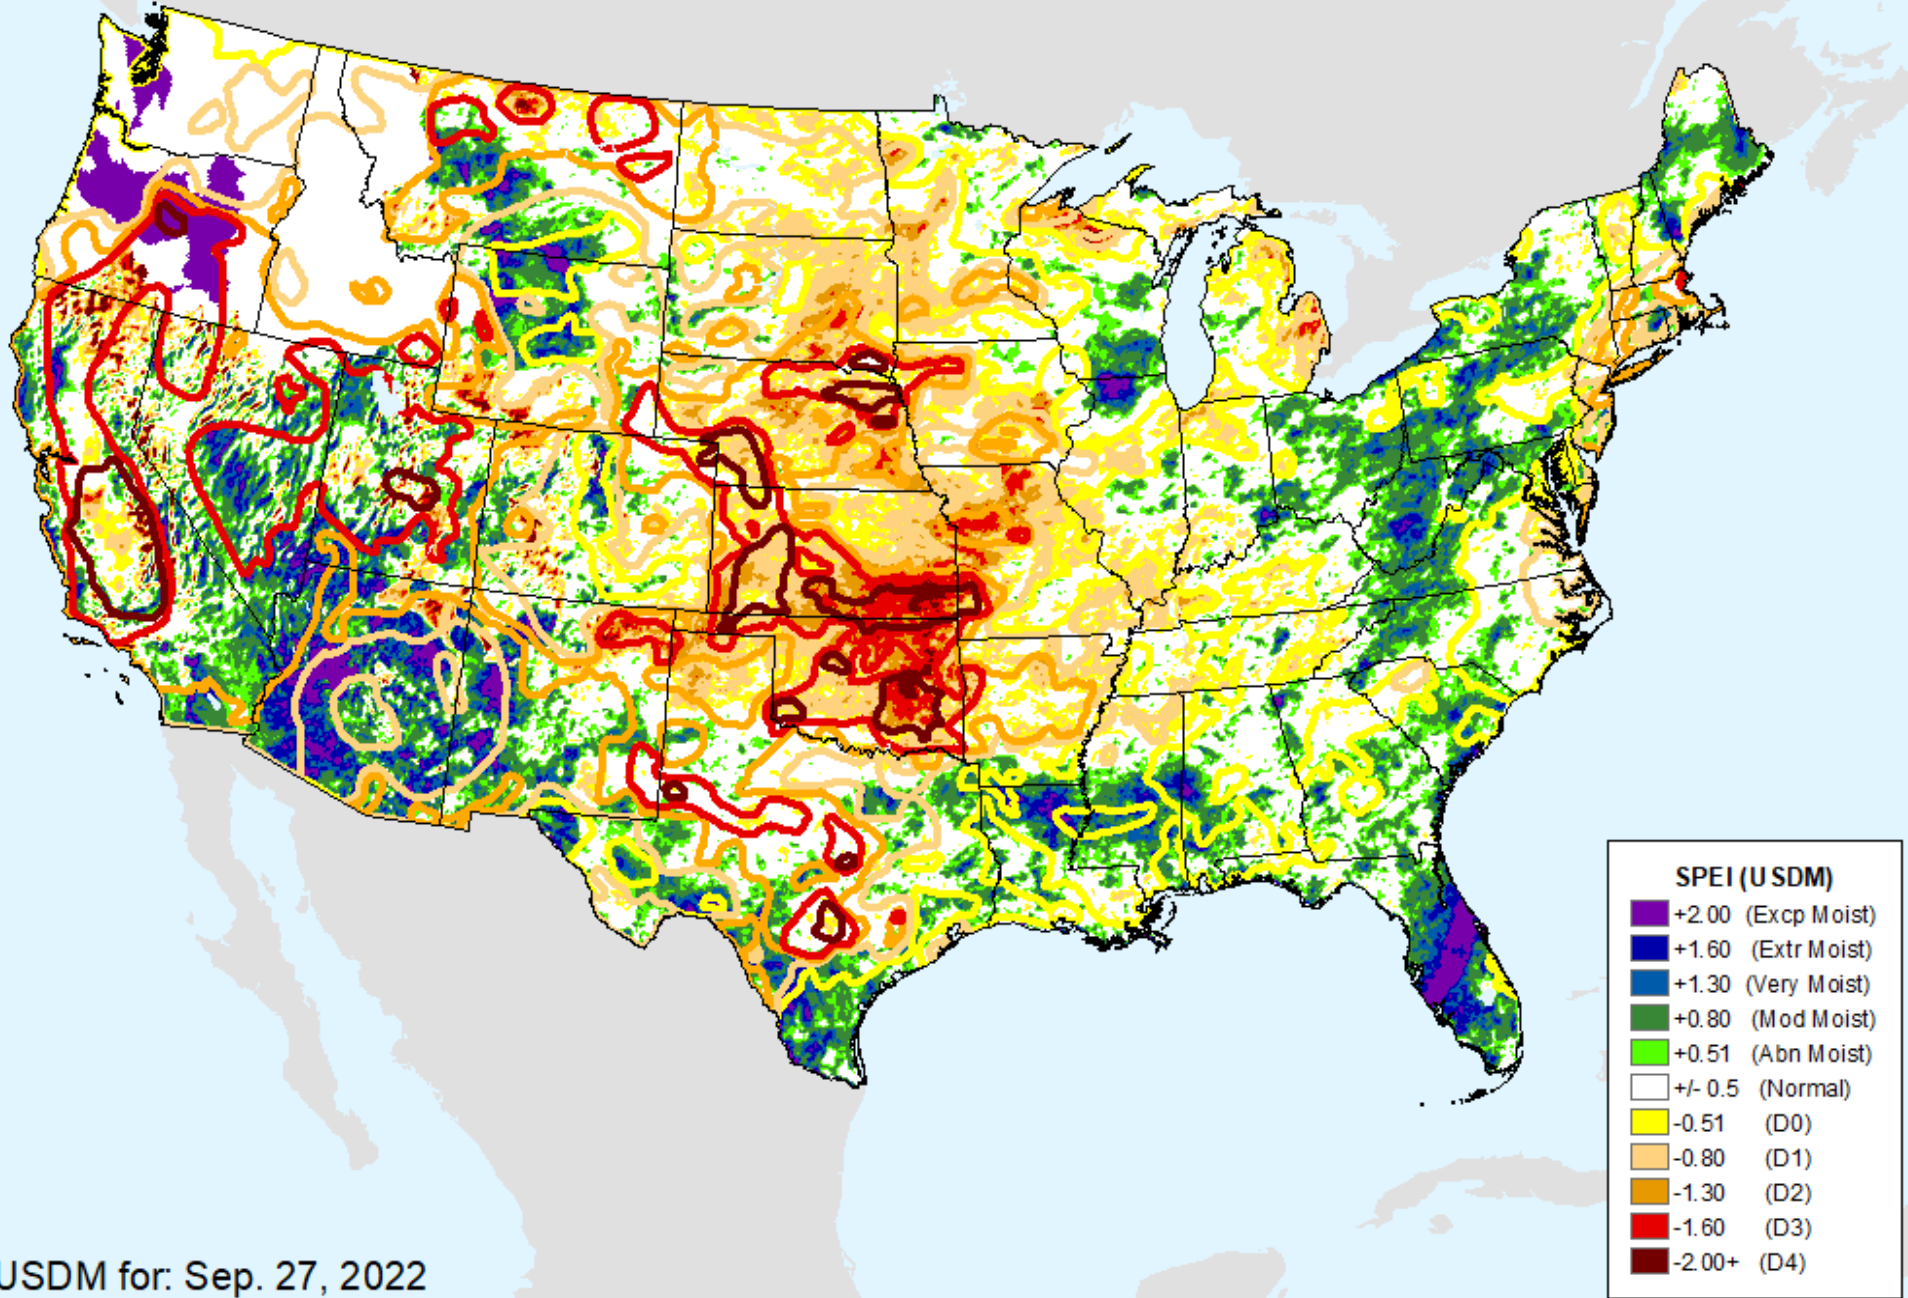 SPEI (USDM)
+2.00 (Excp Moist)
+1.60 (Extr Moist)
+1.30 (Very Moist)
+0.80 (Mod Moist)
+0.51 (Abn Moist)
+/- 0.5 (Normal)
-0.51 (D0)
-0.80 (D1)
-1.30 (D2)
-1.60 (D3)
-2.00+ (D4)
USDM for: Sep. 27, 2022